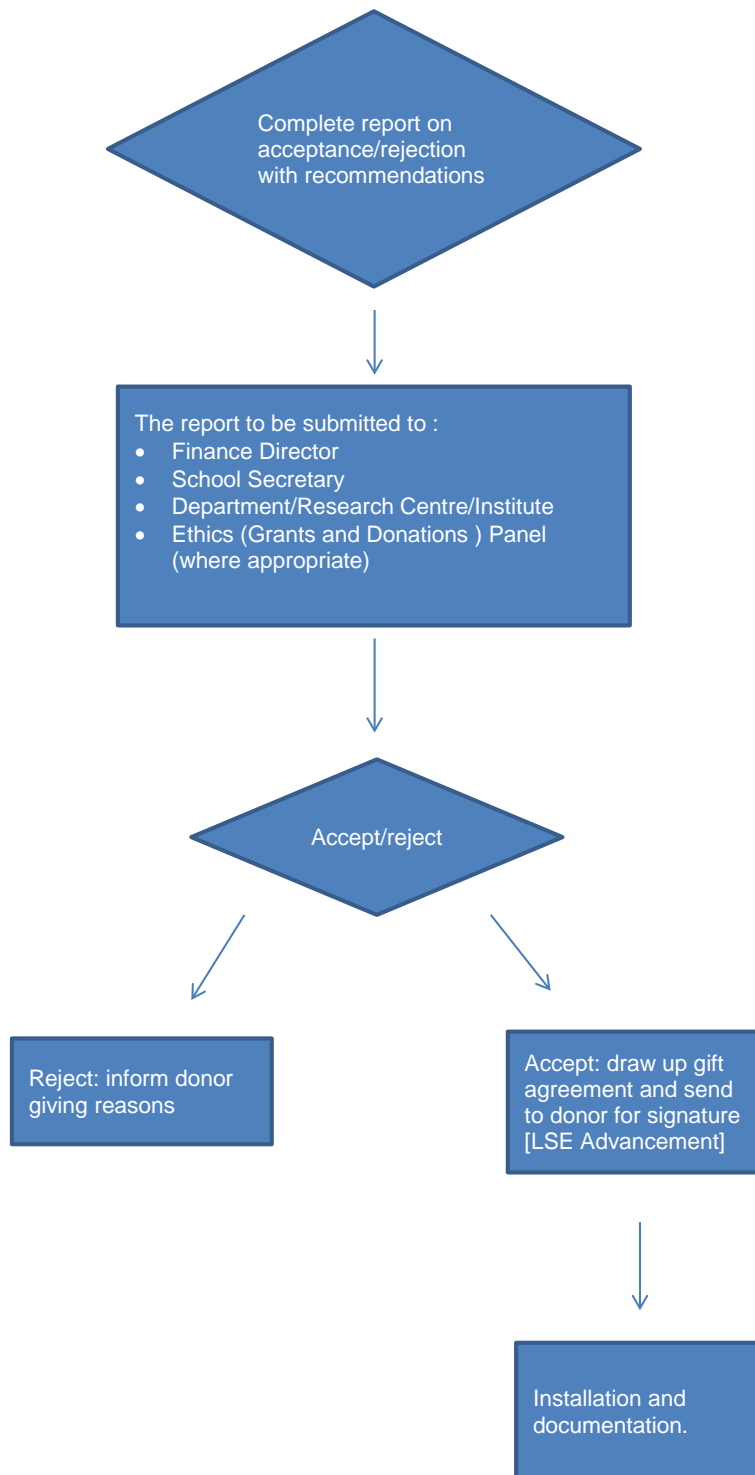 Complete report on
acceptance/rejection
with recommendations
The report to be submitted to :
• Finance Director
• School Secretary
• Department/Research Centre/Institute
• Ethics (Grants and Donations ) Panel
(where appropriate)
Accept/reject
Reject: inform donor
giving reasons
Accept: draw up gift
agreement and send
to donor for signature
[LSE Advancement]
Installation and
documentation.